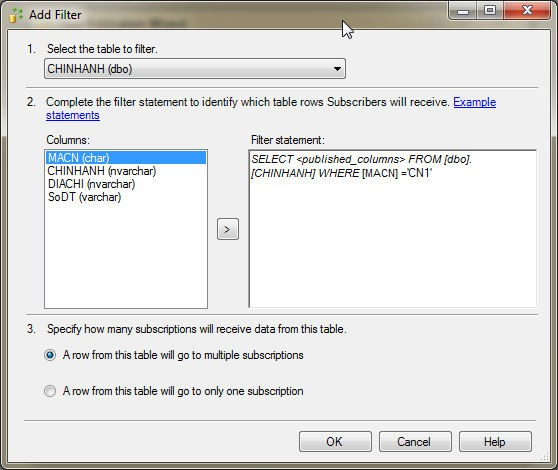 Add Filter
1. Select the table to filter.
CHINHANH (dbo)
2. Complete the filter statement to identify which table rows Subscribers will receive. Example
statements
Columns:
MACN (char)
CHINHANH (nvarchar)
DIACHI (nvarchar)
SoDT (varchar)
>
Filter statement:
SELECT <published_columns> FROM [dbo].
[CHINHANH] WHERE [MACN] ='CN1'
3. Specify how many subscriptions will receive data from this table.
A row from this table will go to multiple subscriptions
A row from this table will go to only one subscription
OK
Cancel
Help